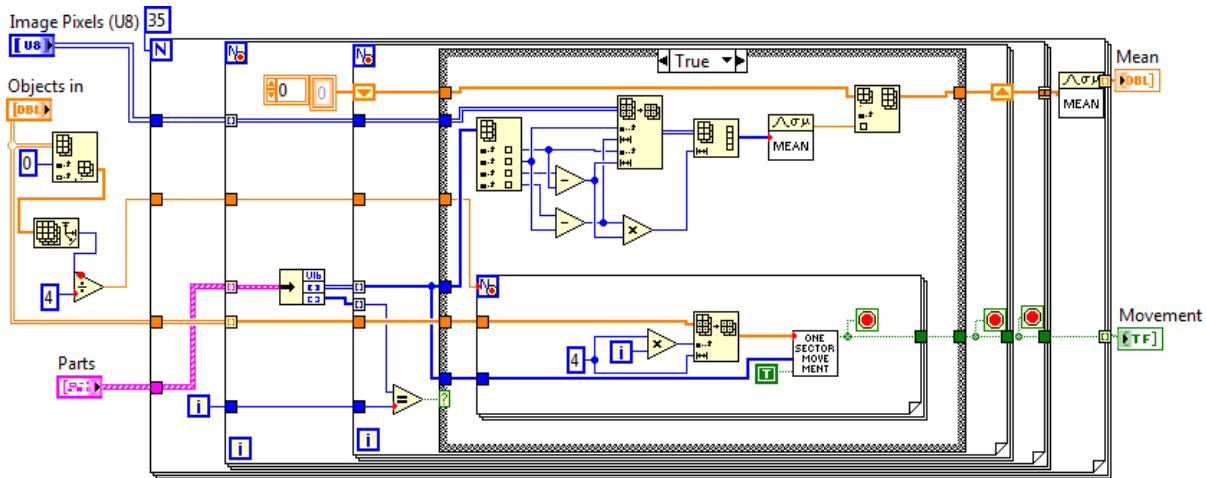 Image Pixels (U8)
35
[U8]
N
N
N
True
Mean
DBL]
Objects in
[DBL
0
0
0
MEAN
MEAN
4
N
4
i
T
ONE
SECTOR
MOVE
MENT
Movement
TF]
Parts
i
i
i